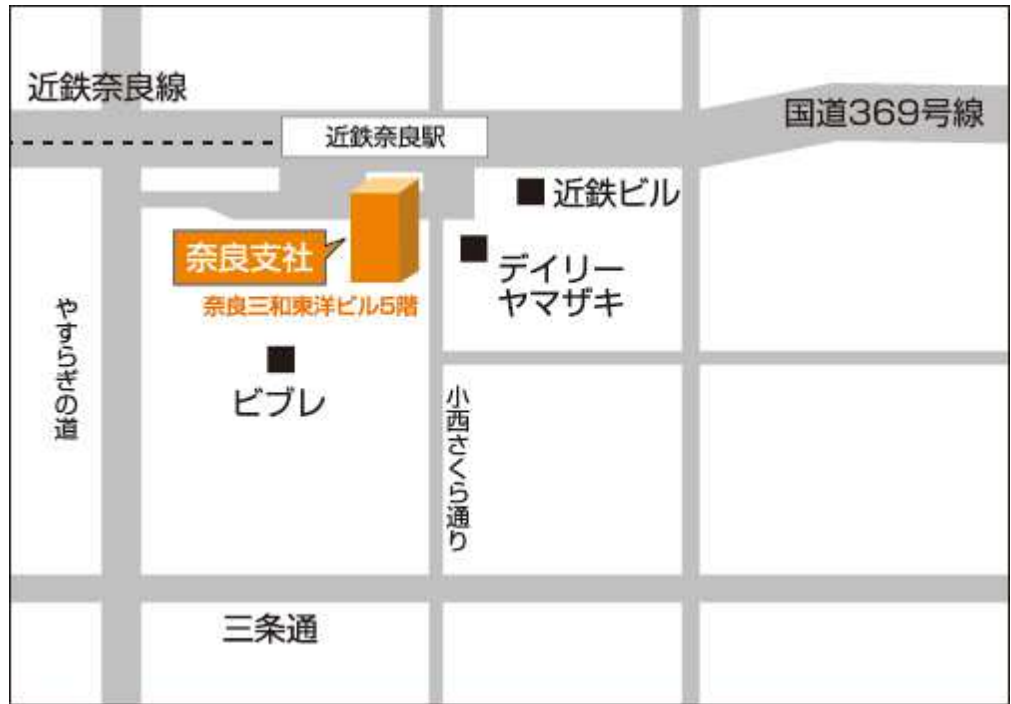 近鉄奈良線
国道369号線
近鉄奈良駅
近鉄ビル
奈良支社
デイリー
ヤマザキ
奈良三和東洋ビル5階
やすらぎの道
ビブレ
小西さくら通り
三条通